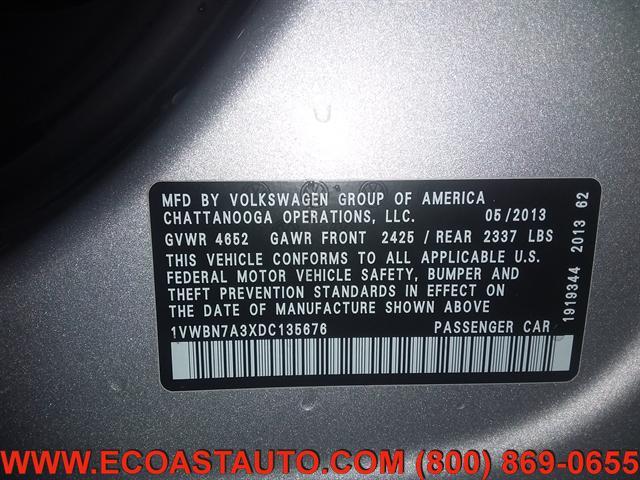 MFD BY VOLKSWAGEN GROUP OF AMERICA
CHATTANOOGA OPERATIONS, LLC. 05/2013
GVWR 4652 GAWR FRONT 2425 / REAR 2337 LBS
THIS VEHICLE CONFORMS TO ALL APPLICABLE U.S.
FEDERAL MOTOR VEHICLE SAFETY, BUMPER AND
THEFT PREVENTION STANDARDS IN EFFECT ON
THE DATE OF MANUFACTURE SHOWN ABOVE
1VWBN7A3XDC135676 PASSENGER CAR
1919344 2013 62
WWW.ECOASTAUTO.COM (800) 869-0655